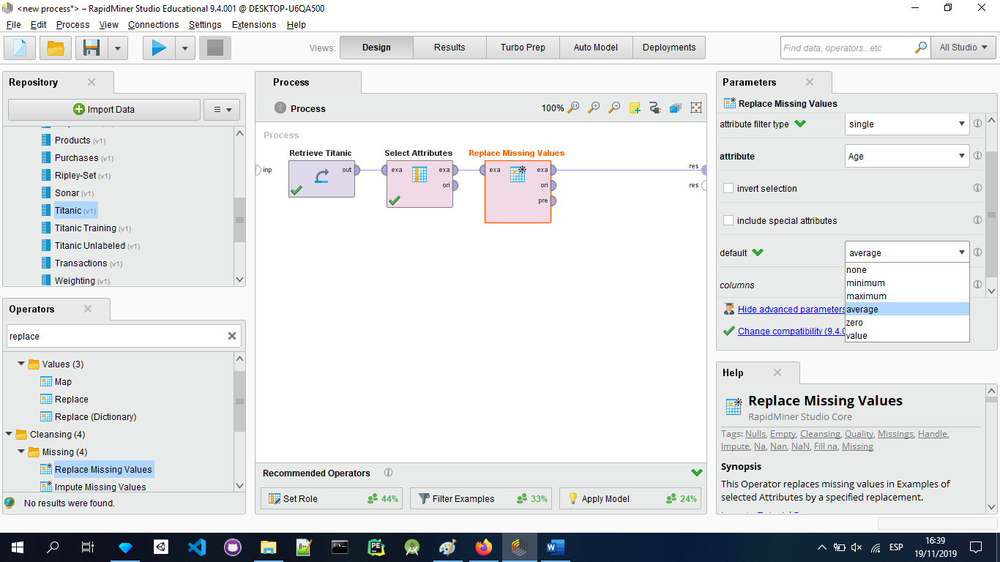 <new process*> – RapidMiner Studio Educational 9.4.001 @ DESKTOP-U6QA500
File Edit Process View Connections Settings Extensions Help
Views: Design Results Turbo Prep Auto Model Deployments
Find data, operators...etc
All Studio
Repository
Import Data
Products (v1)
Purchases (v1)
Ripley-Set (v1)
Sonar (v1)
Titanic (v1)
Titanic Training (v1)
Titanic Unlabeled (v1)
Transactions (v1)
Weighting (v1)
Operators
replace
Values (3)
Map
Replace
Replace (Dictionary)
Cleansing (4)
Missing (4)
Replace Missing Values
Impute Missing Values
No results were found.
Process
Process
100%
Process
Retrieve Titanic
Select Attributes
Replace Missing Values
inp
out
exa
exa
ori
exa
exa
ori
pre
res
res
Recommended Operators
Set Role 44%
Filter Examples 33%
Apply Model 24%
Parameters
Replace Missing Values
attribute filter type single
attribute Age
invert selection
include special attributes
default average
none
minimum
maximum
average
zero
value
columns
Hide advanced parameters
Change compatibility (9.4.0
Help
Replace Missing Values
RapidMiner Studio Core
Tags: Nulls, Empty, Cleansing, Quality, Missings, Handle,
Impute, Na, Nan, NaN, Fill na, Missing
Synopsis
This Operator replaces missing values in Examples of
selected Attributes by a specified replacement.
ESP
16:39
19/11/2019